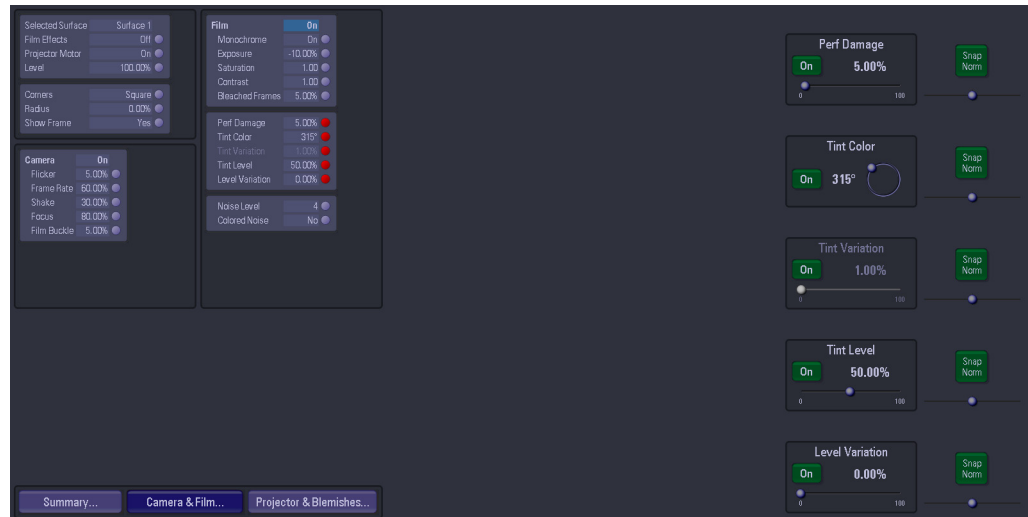 Selected Surface Surface 1
Film Effects Off
Projector Motor On
Level 100.00%
Corners Square
Radius 0.00%
Show Frame Yes
Camera On
Flicker 5.00%
Frame Rate 60.00%
Shake 30.00%
Focus 80.00%
Film Buckle 5.00%
Film On
Monochrome On
Exposure -10.00%
Saturation 1.00
Contrast 1.00
Bleached Frames 5.00%
Perf Damage 5.00%
Tint Color 315°
Tint Variation 1.00%
Tint Level 50.00%
Level Variation 0.00%
Noise Level 4
Colored Noise No
Perf Damage
On 5.00%
0 100
Snap
Norm
Tint Color
On 315°
Snap
Norm
Tint Variation
On 1.00%
0 100
Snap
Norm
Tint Level
On 50.00%
0 100
Snap
Norm
Level Variation
On 0.00%
0 100
Snap
Norm
Summary... Camera & Film... Projector & Blemishes...